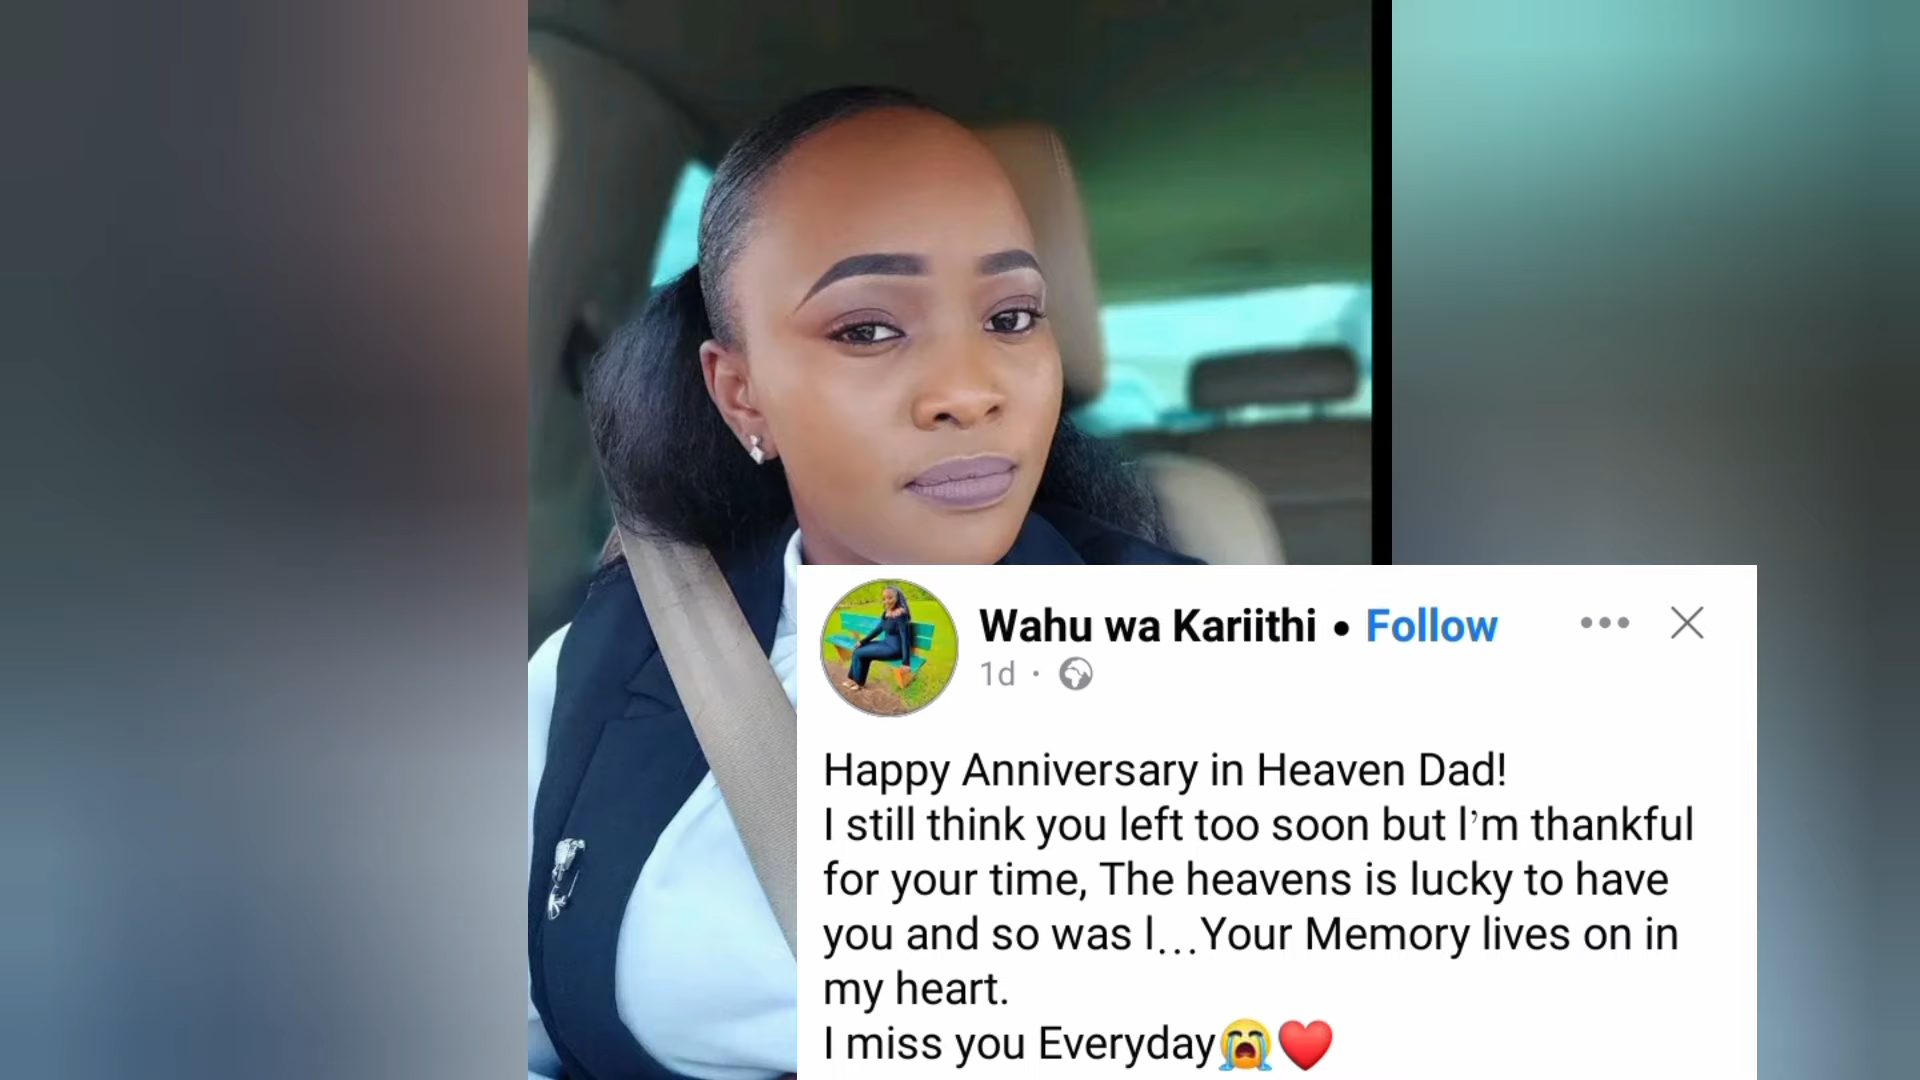 Wahu wa Kariithi • Follow
1d ·
Happy Anniversary in Heaven Dad!
I still think you left too soon but I'm thankful
for your time, The heavens is lucky to have
you and so was I...Your Memory lives on in
my heart.
I miss you Everyday😭❤️